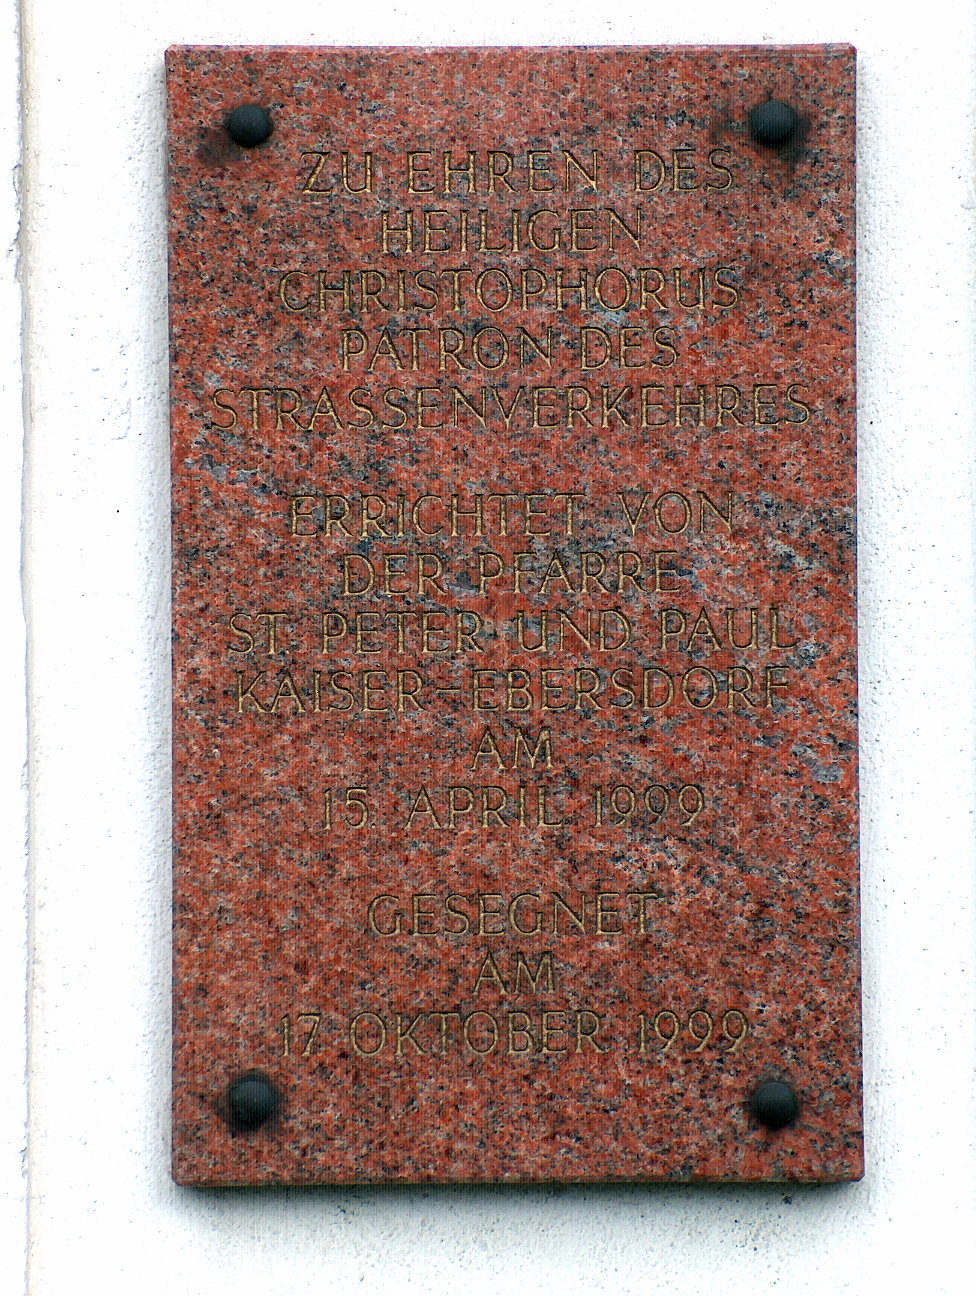 ZU EHREN DES
HEILIGEN
CHRISTOPHORUS
PATRON DES
STRASSENVERKEHRES
ERRICHTET VON
DER PFARRE
ST PETER UND PAUL
KAISER-EBERSDORF
AM
15. APRIL 1999
GESEGNET
AM
17 OKTOBER 1999